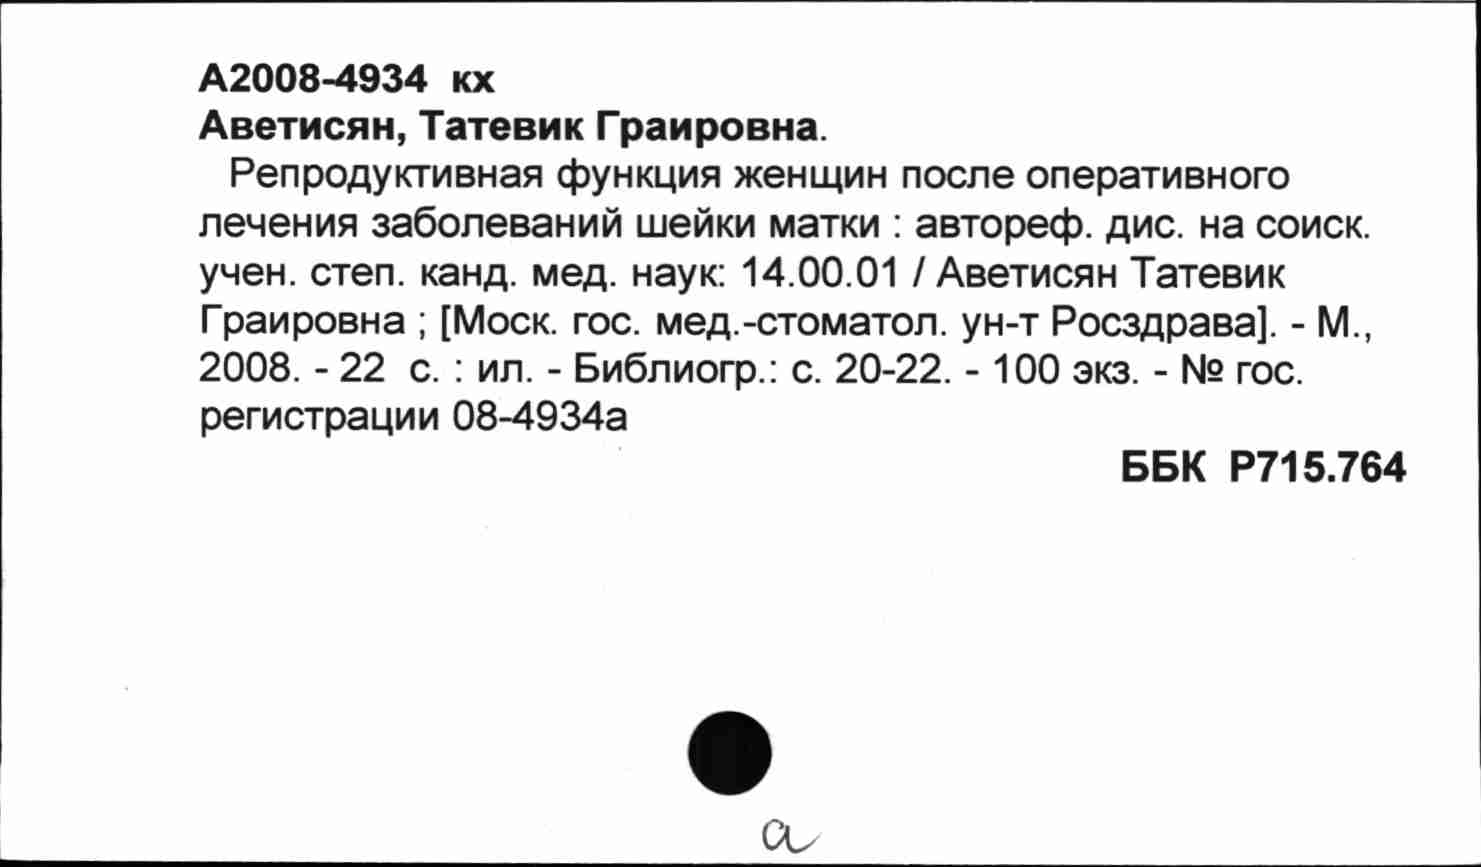 А2008-4934 кх
Аветисян, Татевик Граировна.
Репродуктивная функция женщин после оперативного
лечения заболеваний шейки матки : автореф. дис. на соиск.
учен. степ. канд. мед. наук: 14.00.01 / Аветисян Татевик
Граировна ; [Моск. гос. мед.-стоматол. ун-т Росздрава]. - М.,
2008. - 22 с. : ил. - Библиогр.: с. 20-22. - 100 экз. - № гос.
регистрации 08-4934а
ББК Р715.764
а